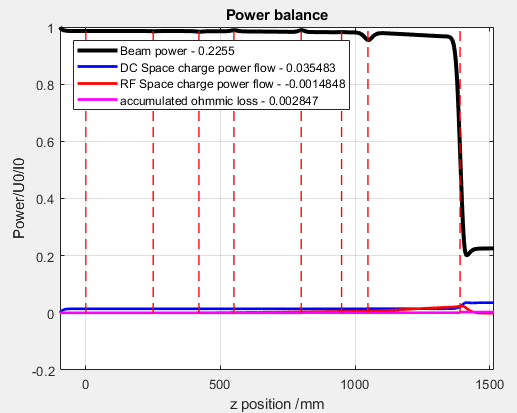 Power balance
Beam power - 0.2255
DC Space charge power flow - 0.035483
RF Space charge power flow - -0.0014848
accumulated ohmmic loss - 0.002847
Power/U0/I0
1
0.8
0.6
0.4
0.2
0
-0.2
0
500
1000
1500
z position /mm